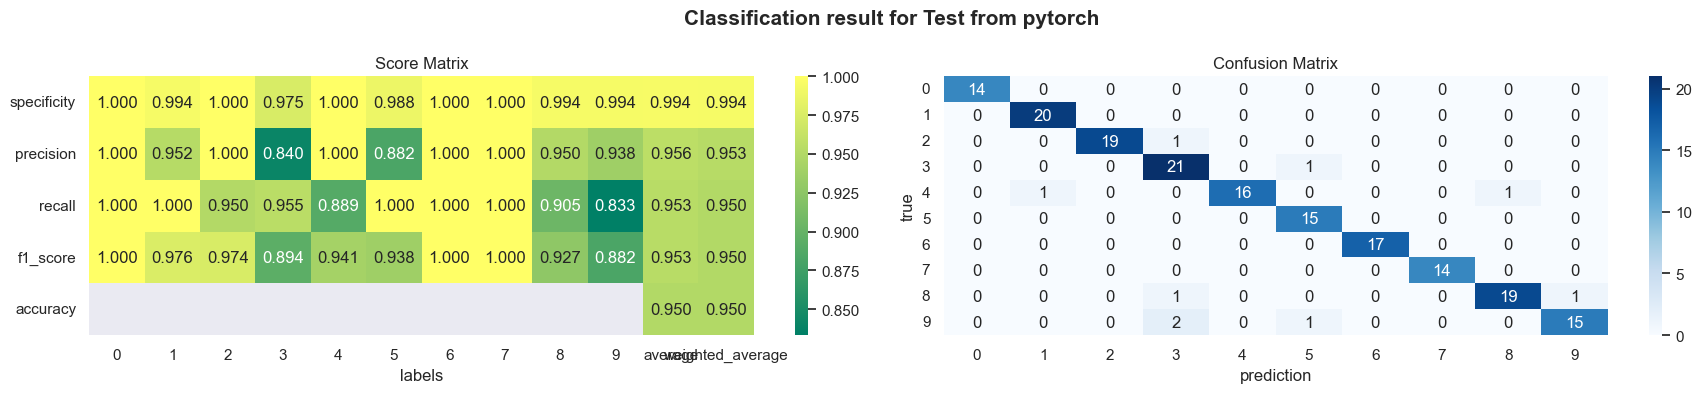 Classification result for Test from pytorch
Score Matrix
specificity 1.000 0.994 1.000 0.975 1.000 0.988 1.000 1.000 0.994 0.994 0.994 0.994
precision 1.000 0.952 1.000 0.840 1.000 0.882 1.000 1.000 0.950 0.938 0.956 0.953
recall 1.000 1.000 0.950 0.955 0.889 1.000 1.000 1.000 0.905 0.833 0.953 0.950
f1_score 1.000 0.976 0.974 0.894 0.941 0.938 1.000 1.000 0.927 0.882 0.953 0.950
accuracy 0.950 0.950
0 1 2 3 4 5 6 7 8 9 average weighted_average
labels
1.000
0.975
0.950
0.925
0.900
0.875
0.850
Confusion Matrix
true
0 14 0 0 0 0 0 0 0 0 0
1 0 20 0 0 0 0 0 0 0 0
2 0 0 19 1 0 0 0 0 0 0
3 0 0 0 21 0 1 0 0 0 0
4 0 1 0 0 16 0 0 0 1 0
5 0 0 0 0 0 15 0 0 0 0
6 0 0 0 0 0 0 17 0 0 0
7 0 0 0 0 0 0 0 14 0 0
8 0 0 0 1 0 0 0 0 19 1
9 0 0 0 2 0 1 0 0 0 15
0 1 2 3 4 5 6 7 8 9
prediction
20
15
10
5
0